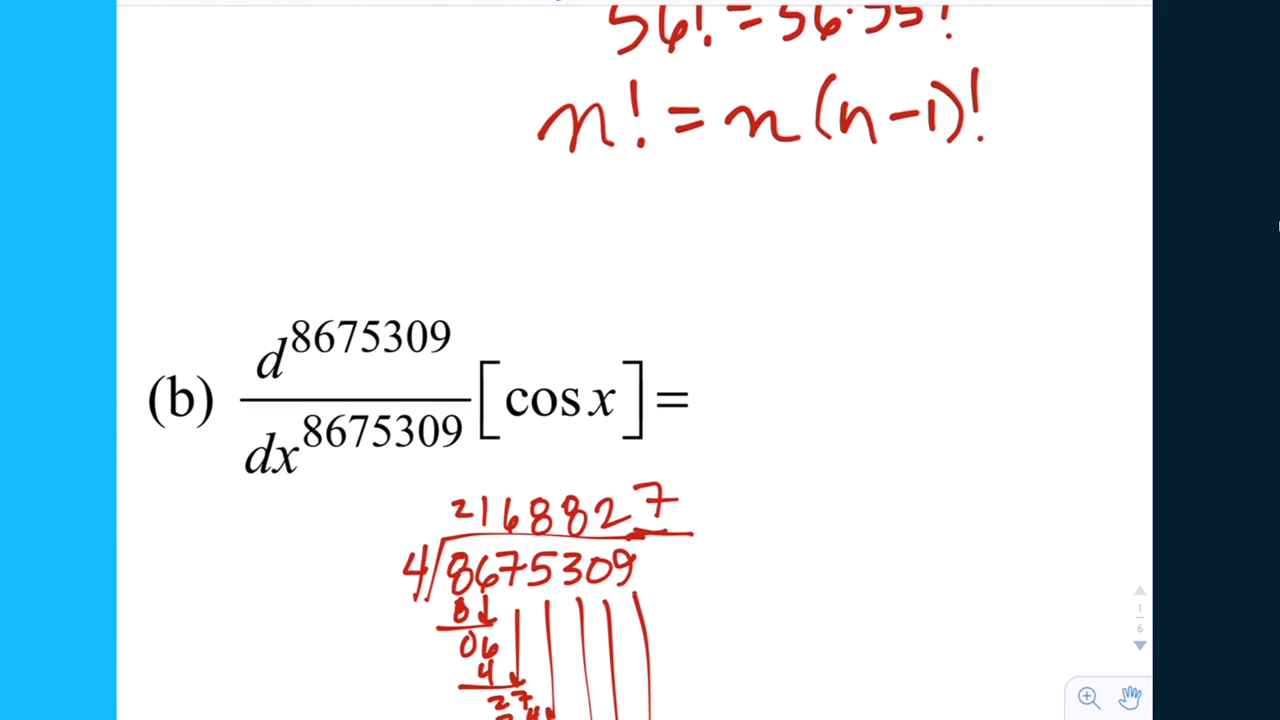 56! = 56·55!
n! = n(n-1)!
(b) d^8675309/dx^8675309 [cos x] =
2168827
4 8675309
8
06
4
27